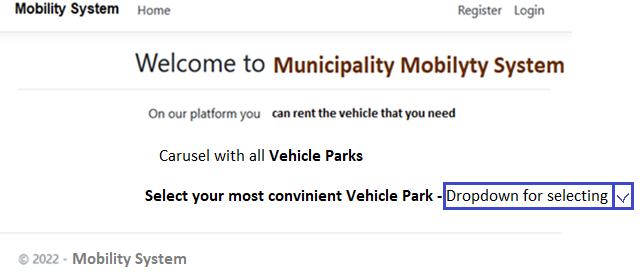 Mobility System Home Register Login
Welcome to Municipality Mobilyty System
On our platform you can rent the vehicle that you need
Carusel with all Vehicle Parks
Select your most convinient Vehicle Park - Dropdown for selecting
© 2022 - Mobility System